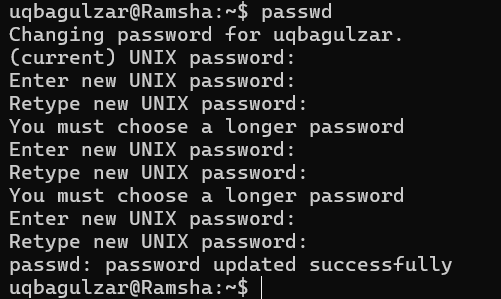 uqbagulzar@Ramsha:~$ passwd
Changing password for uqbagulzar.
(current) UNIX password:
Enter new UNIX password:
Retype new UNIX password:
You must choose a longer password
Enter new UNIX password:
Retype new UNIX password:
You must choose a longer password
Enter new UNIX password:
Retype new UNIX password:
passwd: password updated successfully
uqbagulzar@Ramsha:~$